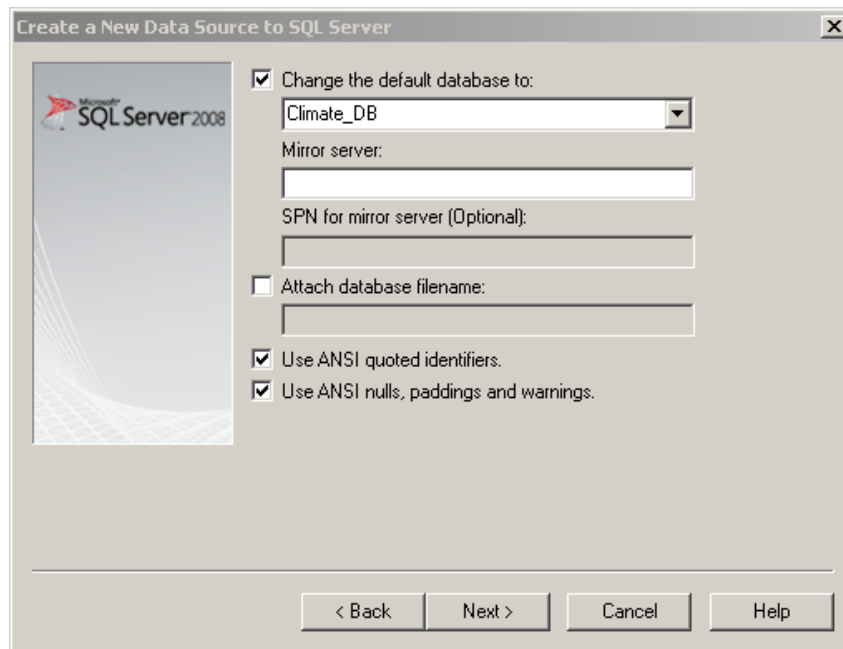 Create a New Data Source to SQL Server
Microsoft
SQL Server 2008
Change the default database to:
Climate_DB
Mirror server:
SPN for mirror server (Optional):
Attach database filename:
Use ANSI quoted identifiers.
Use ANSI nulls, paddings and warnings.
< Back
Next >
Cancel
Help